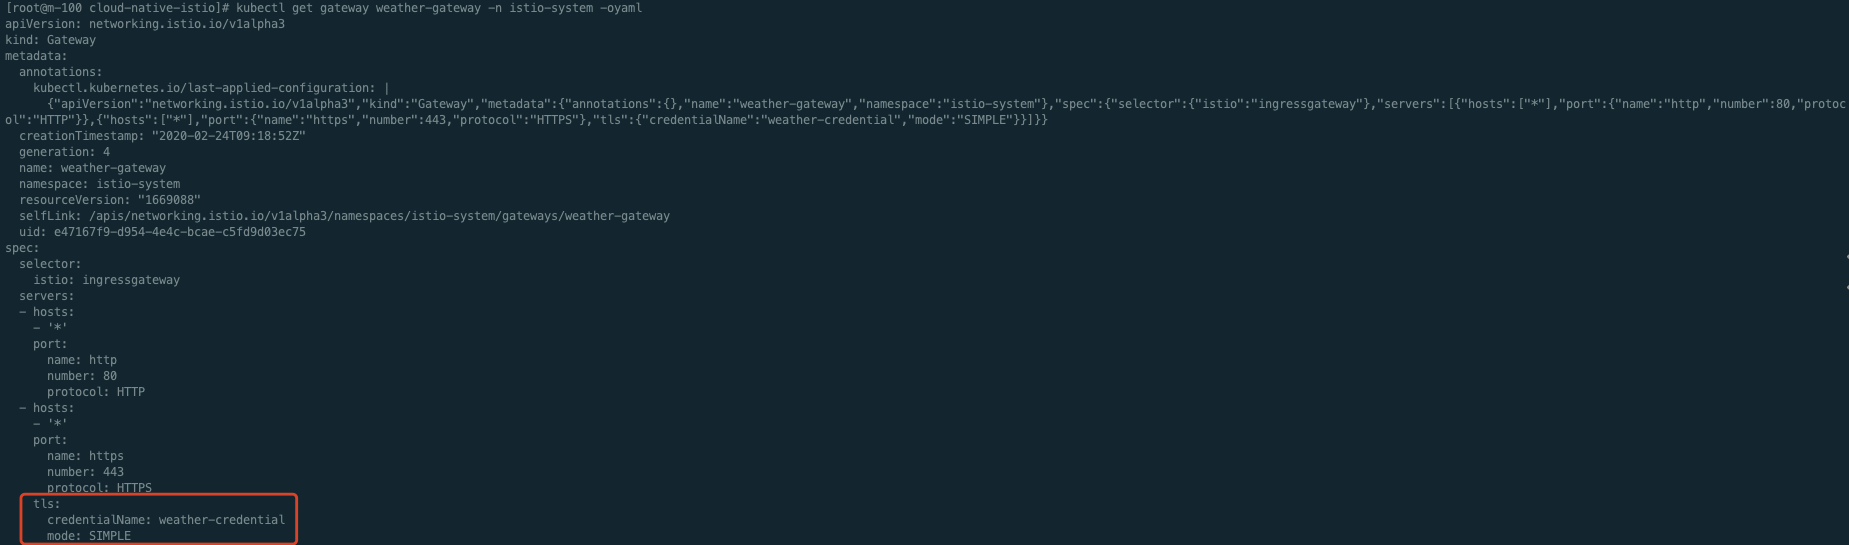 [root@m-100 cloud-native-istio]# kubectl get gateway weather-gateway -n istio-system -oyaml
apiVersion: networking.istio.io/v1alpha3
kind: Gateway
metadata:
  annotations:
    kubectl.kubernetes.io/last-applied-configuration: |
      {"apiVersion":"networking.istio.io/v1alpha3","kind":"Gateway","metadata":{"annotations":{},"name":"weather-gateway","namespace":"istio-system"},"spec":{"selector":{"istio":"ingressgateway"},"servers":[{"hosts":["*"],"port":{"name":"http","number":80,"protoc
ol":"HTTP"}},{"hosts":["*"],"port":{"name":"https","number":443,"protocol":"HTTPS"},"tls":{"credentialName":"weather-credential","mode":"SIMPLE"}}]}}
  creationTimestamp: "2020-02-24T09:18:52Z"
  generation: 4
  name: weather-gateway
  namespace: istio-system
  resourceVersion: "1669088"
  selfLink: /apis/networking.istio.io/v1alpha3/namespaces/istio-system/gateways/weather-gateway
  uid: e47167f9-d954-4e4c-bcae-c5fd9d03ec75
spec:
  selector:
    istio: ingressgateway
  servers:
  - hosts:
    - '*'
    port:
      name: http
      number: 80
      protocol: HTTP
  - hosts:
    - '*'
    port:
      name: https
      number: 443
      protocol: HTTPS
    tls:
      credentialName: weather-credential
      mode: SIMPLE